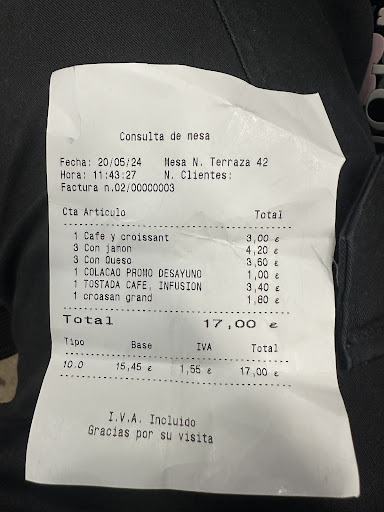 Consulta de mesa
Fecha: 20/05/24 Mesa N. Terraza 42
Hora: 11:43:27 N. Clientes:
Factura n.02/00000003
Cta Articulo Total
1 Cafe y croissant 3,00 €
3 Con jamon 4,20 €
3 Con Queso 3,60 €
1 COLACAO PROMO DESAYUNO 1,00 €
1 TOSTADA CAFE, INFUSION 3,40 €
1 croasan grand 1,80 €
Total 17,00 €
Tipo Base IVA Total
10.0 15,45 € 1,55 € 17,00 €
I.V.A. Incluido
Gracias por su visita